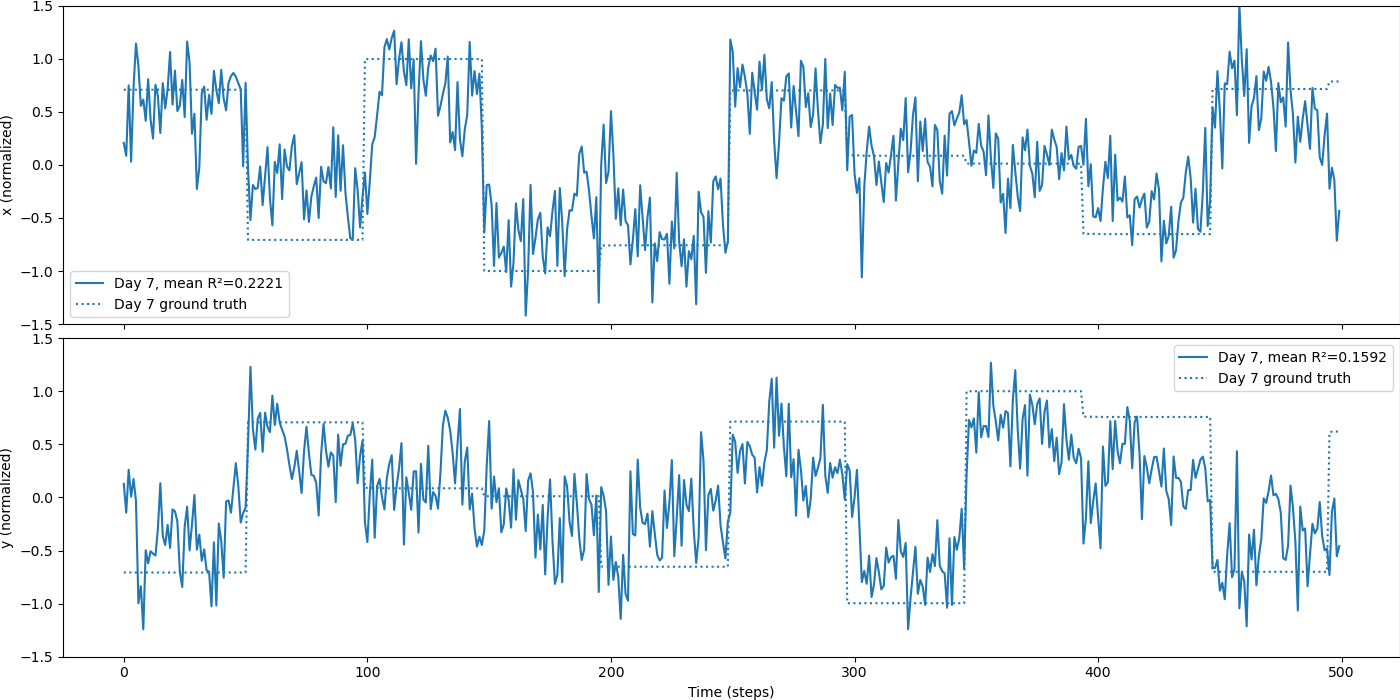 1.5
1.0
0.5
0.0
−0.5
−1.0
−1.5
x (normalized)
Day 7, mean R²=0.2221
Day 7 ground truth
1.5
1.0
0.5
0.0
−0.5
−1.0
−1.5
y (normalized)
Day 7, mean R²=0.1592
Day 7 ground truth
0 100 200 300 400 500
Time (steps)